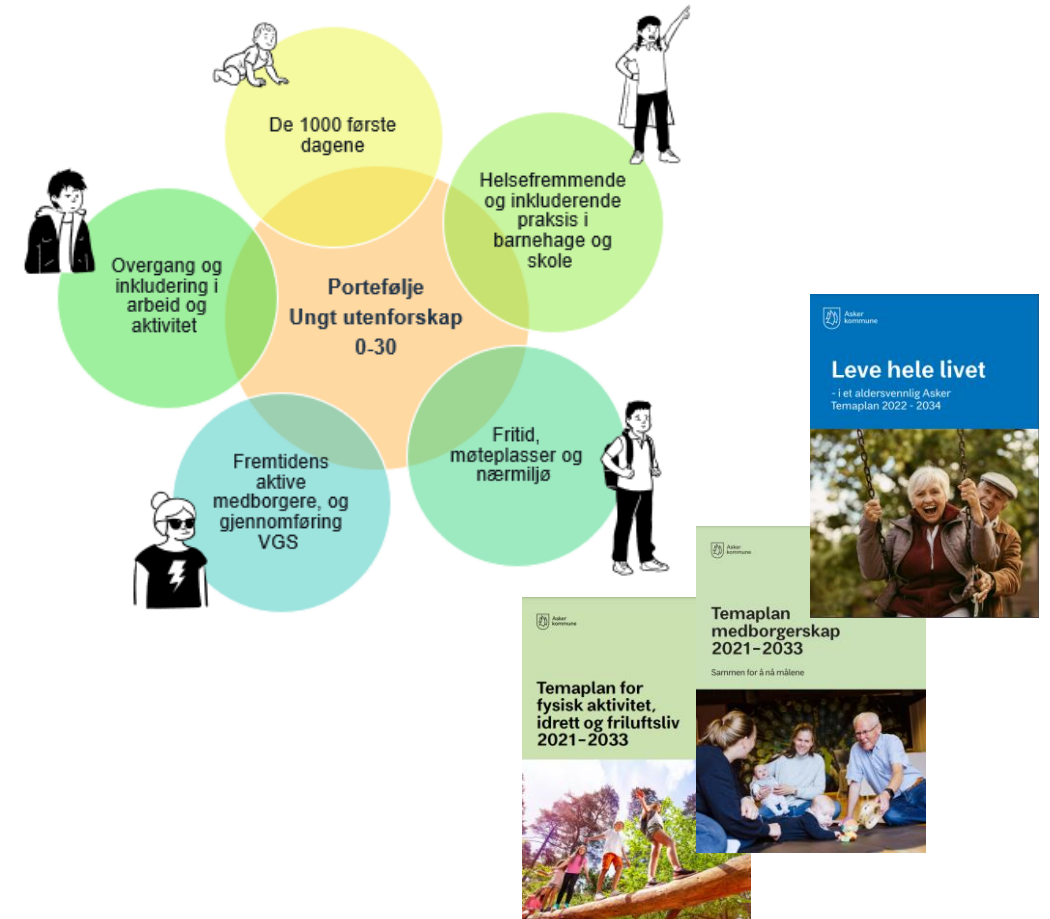 De 1000 første
dagene
Helsefremmende
og inkluderende
praksis i
barnehage og
skole
Overgang og
inkludering i
arbeid og
aktivitet
Portefølje
Ungt utenforskap
0-30
Fritid,
møteplasser og
nærmiljø
Fremtidens
aktive
medborgere, og
gjennomføring
VGS
Asker
kommune
Leve hele livet
- i et aldersvennlig Asker
Temaplan 2022 - 2034
Asker
kommune
Temaplan
medborgerskap
2021–2033
Sammen for å nå målene
Asker
kommune
Temaplan for
fysisk aktivitet,
idrett og friluftsliv
2021–2033